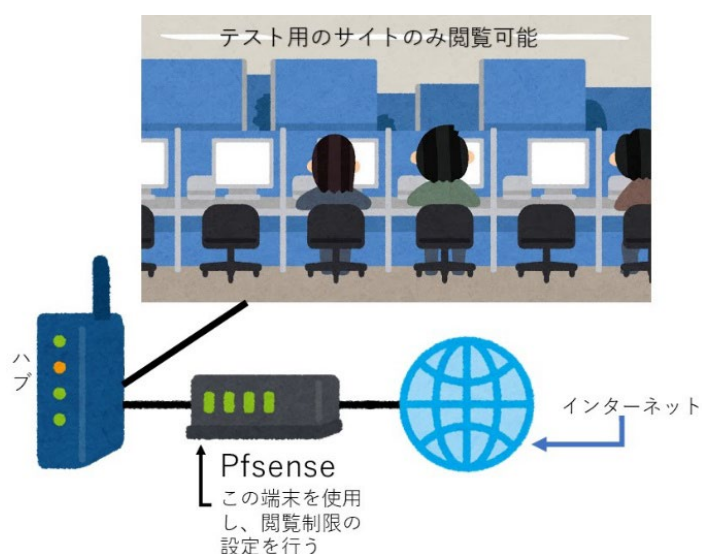 テスト用のサイトのみ閲覧可能
ハブ
インターネット
Pfsense
この端末を使用
し、閲覧制限の
設定を行う